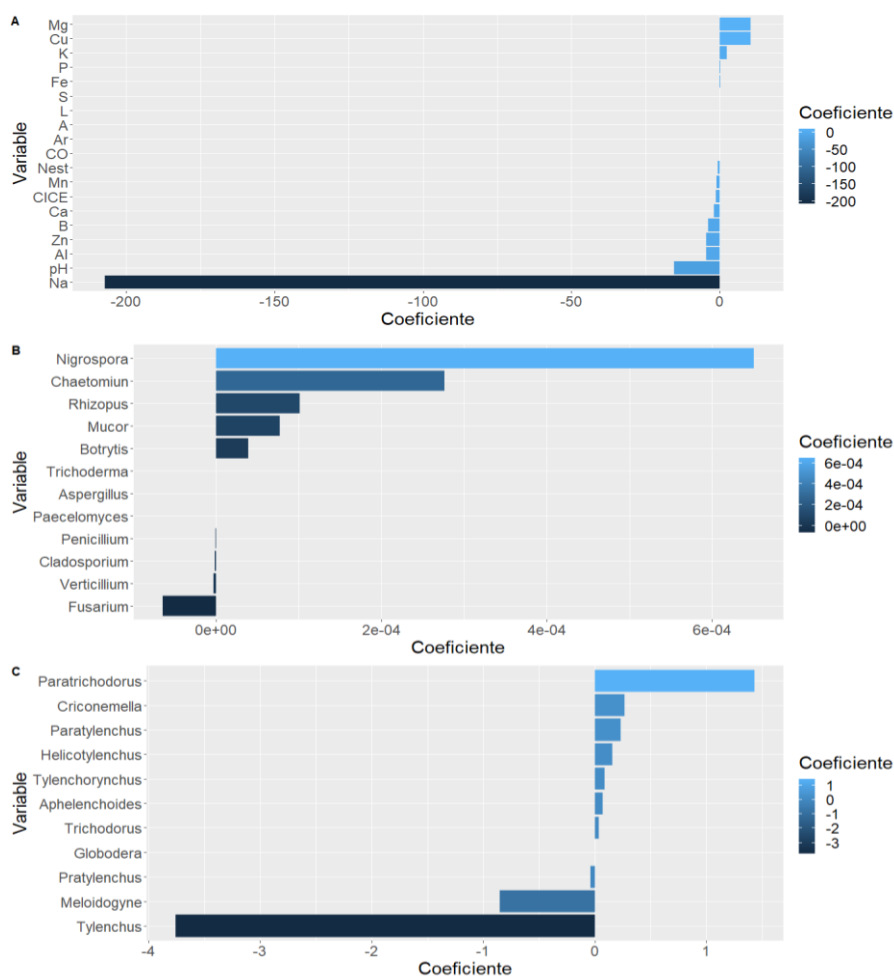 A
Mg
Cu
K
P
Fe
S
L
A
Ar
CO
Nest
Mn
CICE
Ca
B
Zn
Al
pH
Na
Variable
-200
-150
-100
-50
0
Coeficiente
Coeficiente
0
-50
-100
-150
-200
B
Nigrospora
Chaetomiun
Rhizopus
Mucor
Botrytis
Trichoderma
Aspergillus
Paecelomyces
Penicillium
Cladosporium
Verticillium
Fusarium
Variable
0e+00
2e-04
4e-04
6e-04
Coeficiente
Coeficiente
6e-04
4e-04
2e-04
0e+00
C
Paratrichodorus
Criconemella
Paratylenchus
Helicotylenchus
Tylenchorynchus
Aphelenchoides
Trichodorus
Globodera
Pratylenchus
Meloidogyne
Tylenchus
Variable
-4
-3
-2
-1
0
1
Coeficiente
Coeficiente
1
0
-1
-2
-3